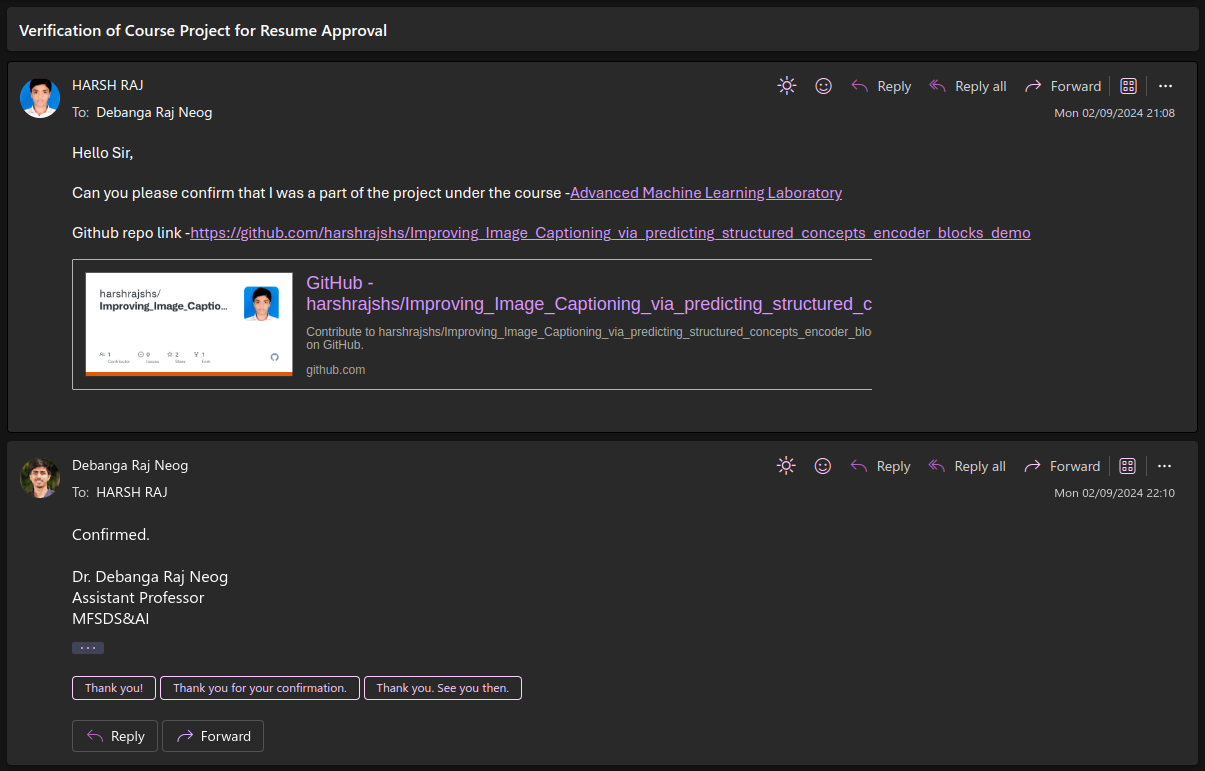 Verification of Course Project for Resume Approval
HARSH RAJ
Reply
Reply all
Forward
To: Debanga Raj Neog
Mon 02/09/2024 21:08
Hello Sir,
Can you please confirm that I was a part of the project under the course -Advanced Machine Learning Laboratory
Github repo link -https://github.com/harshrajshs/Improving_Image_Captioning_via_predicting_structured_concepts_encoder_blocks_demo
harshrajshs/
Improving_Image_Captio...
1
0
2
1
GitHub -
harshrajshs/Improving_Image_Captioning_via_predicting_structured_c
Contribute to harshrajshs/Improving_Image_Captioning_via_predicting_structured_concepts_encoder_blo
on GitHub.
github.com
Debanga Raj Neog
Reply
Reply all
Forward
To: HARSH RAJ
Mon 02/09/2024 22:10
Confirmed.
Dr. Debanga Raj Neog
Assistant Professor
MFSDS&AI
Thank you!
Thank you for your confirmation.
Thank you. See you then.
Reply
Forward